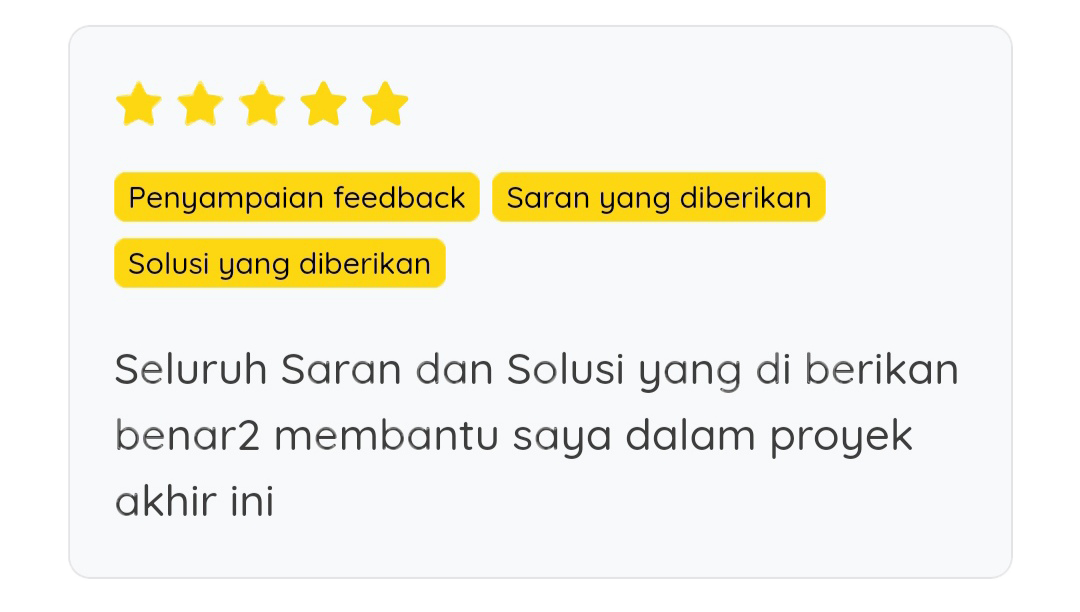 Penyampaian feedback Saran yang diberikan
Solusi yang diberikan
Seluruh Saran dan Solusi yang di berikan
benar2 membantu saya dalam proyek
akhir ini